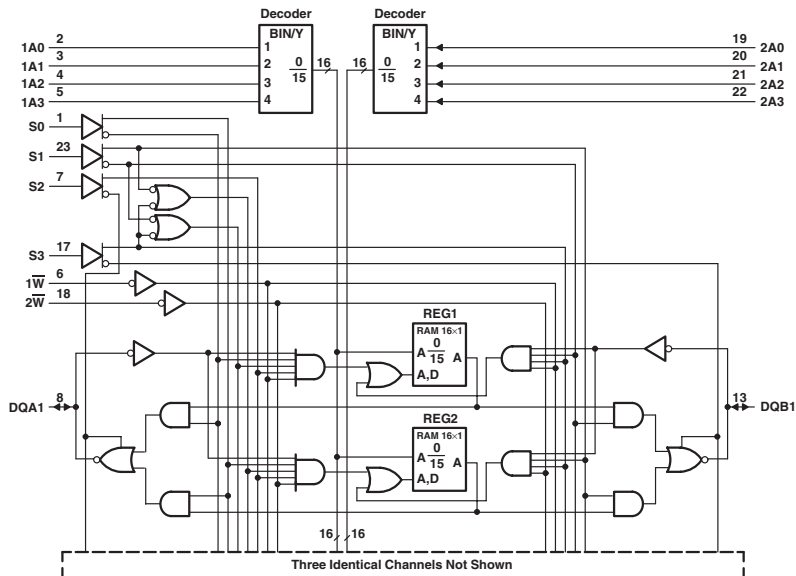 Decoder Decoder
BIN/Y BIN/Y
1A0 2 1 16 16 1 19 2A0
1A1 3 2 0/15 0/15 2 20 2A1
1A2 4 3 3 21 2A2
1A3 5 4 4 22 2A3
S0 1
S1 23
S2 7
S3 17
1W̅ 6
2W̅ 18
REG1
RAM 16×1
A 0/15 A
A,D
DQA1 8 13 DQB1
REG2
RAM 16×1
A 0/15 A
A,D
16 16
Three Identical Channels Not Shown